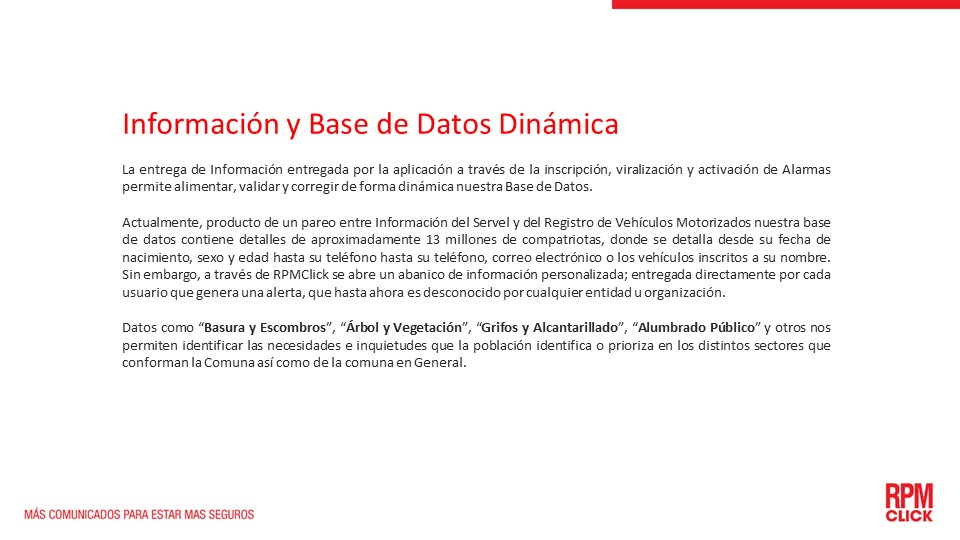 Información y Base de Datos Dinámica
La entrega de Información entregada por la aplicación a través de la inscripción, viralización y activación de Alarmas
permite alimentar, validar y corregir de forma dinámica nuestra Base de Datos.
Actualmente, producto de un pareo entre Información del Servel y del Registro de Vehículos Motorizados nuestra base
de datos contiene detalles de aproximadamente 13 millones de compatriotas, donde se detalla desde su fecha de
nacimiento, sexo y edad hasta su teléfono hasta su teléfono, correo electrónico o los vehículos inscritos a su nombre.
Sin embargo, a través de RPMClick se abre un abanico de información personalizada; entregada directamente por cada
usuario que genera una alerta, que hasta ahora es desconocido por cualquier entidad u organización.
Datos como “Basura y Escombros”, “Árbol y Vegetación”, “Grifos y Alcantarillado”, “Alumbrado Público” y otros nos
permiten identificar las necesidades e inquietudes que la población identifica o prioriza en los distintos sectores que
conforman la Comuna así como de la comuna en General.
MÁS COMUNICADOS PARA ESTAR MAS SEGUROS
RPM
CLICK